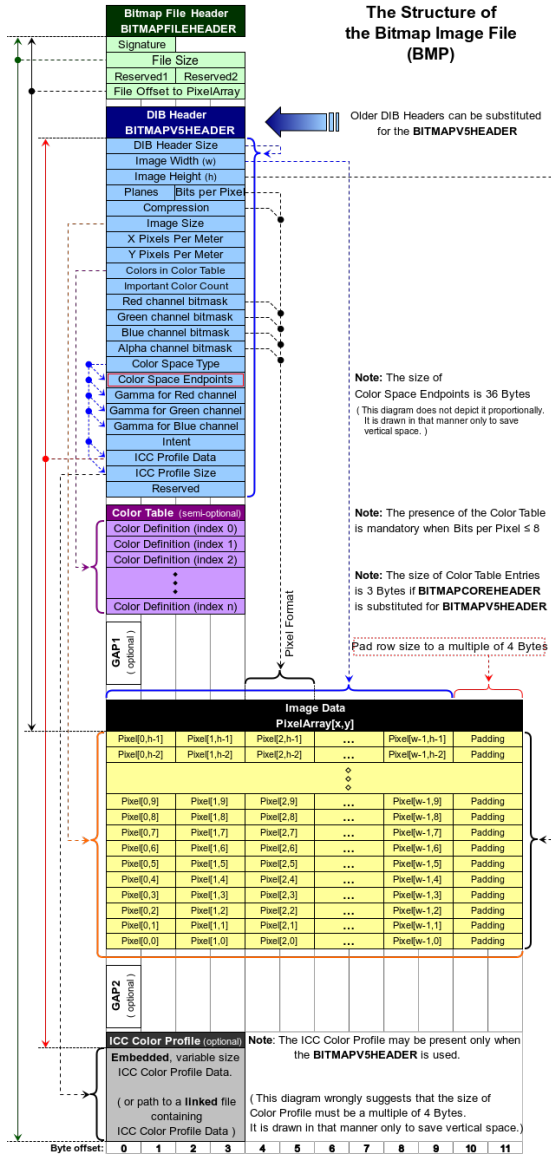 Bitmap File Header
BITMAPFILEHEADER
Signature
File Size
Reserved1 Reserved2
File Offset to PixelArray
The Structure of
the Bitmap Image File
(BMP)
DIB Header
BITMAPV5HEADER
Older DIB Headers can be substituted
for the BITMAPV5HEADER
DIB Header Size
Image Width (w)
Image Height (h)
Planes Bits per Pixel
Compression
Image Size
X Pixels Per Meter
Y Pixels Per Meter
Colors in Color Table
Important Color Count
Red channel bitmask
Green channel bitmask
Blue channel bitmask
Alpha channel bitmask
Color Space Type
Color Space Endpoints
Gamma for Red channel
Gamma for Green channel
Gamma for Blue channel
Intent
ICC Profile Data
ICC Profile Size
Reserved
Note: The size of
Color Space Endpoints is 36 Bytes
( This diagram does not depict it proportionally.
It is drawn in that manner only to save
vertical space. )
Color Table (semi-optional)
Color Definition (index 0)
Color Definition (index 1)
Color Definition (index 2)
Color Definition (index n)
Note: The presence of the Color Table
is mandatory when Bits per Pixel ≤ 8
Note: The size of Color Table Entries
is 3 Bytes if BITMAPCOREHEADER
is substituted for BITMAPV5HEADER.
GAP1
( optional )
Pixel Format
Pad row size to a multiple of 4 Bytes
Image Data
PixelArray[x,y]
Pixel[0,h-1] Pixel[1,h-1] Pixel[2,h-1] ... Pixel[w-1,h-1] Padding
Pixel[0,h-2] Pixel[1,h-2] Pixel[2,h-2] ... Pixel[w-1,h-2] Padding
Pixel[0,9] Pixel[1,9] Pixel[2,9] ... Pixel[w-1,9] Padding
Pixel[0,8] Pixel[1,8] Pixel[2,8] ... Pixel[w-1,8] Padding
Pixel[0,7] Pixel[1,7] Pixel[2,7] ... Pixel[w-1,7] Padding
Pixel[0,6] Pixel[1,6] Pixel[2,6] ... Pixel[w-1,6] Padding
Pixel[0,5] Pixel[1,5] Pixel[2,5] ... Pixel[w-1,5] Padding
Pixel[0,4] Pixel[1,4] Pixel[2,4] ... Pixel[w-1,4] Padding
Pixel[0,3] Pixel[1,3] Pixel[2,3] ... Pixel[w-1,3] Padding
Pixel[0,2] Pixel[1,2] Pixel[2,2] ... Pixel[w-1,2] Padding
Pixel[0,1] Pixel[1,1] Pixel[2,1] ... Pixel[w-1,1] Padding
Pixel[0,0] Pixel[1,0] Pixel[2,0] ... Pixel[w-1,0] Padding
GAP2
( optional )
ICC Color Profile (optional)
Embedded, variable size
ICC Color Profile Data.
( or path to a linked file
containing
ICC Color Profile Data )
Note: The ICC Color Profile may be present only when
the BITMAPV5HEADER is used.
( This diagram wrongly suggests that the size of
Color Profile must be a multiple of 4 Bytes.
It is drawn in that manner only to save vertical space.)
Byte offset: 0 1 2 3 4 5 6 7 8 9 10 11